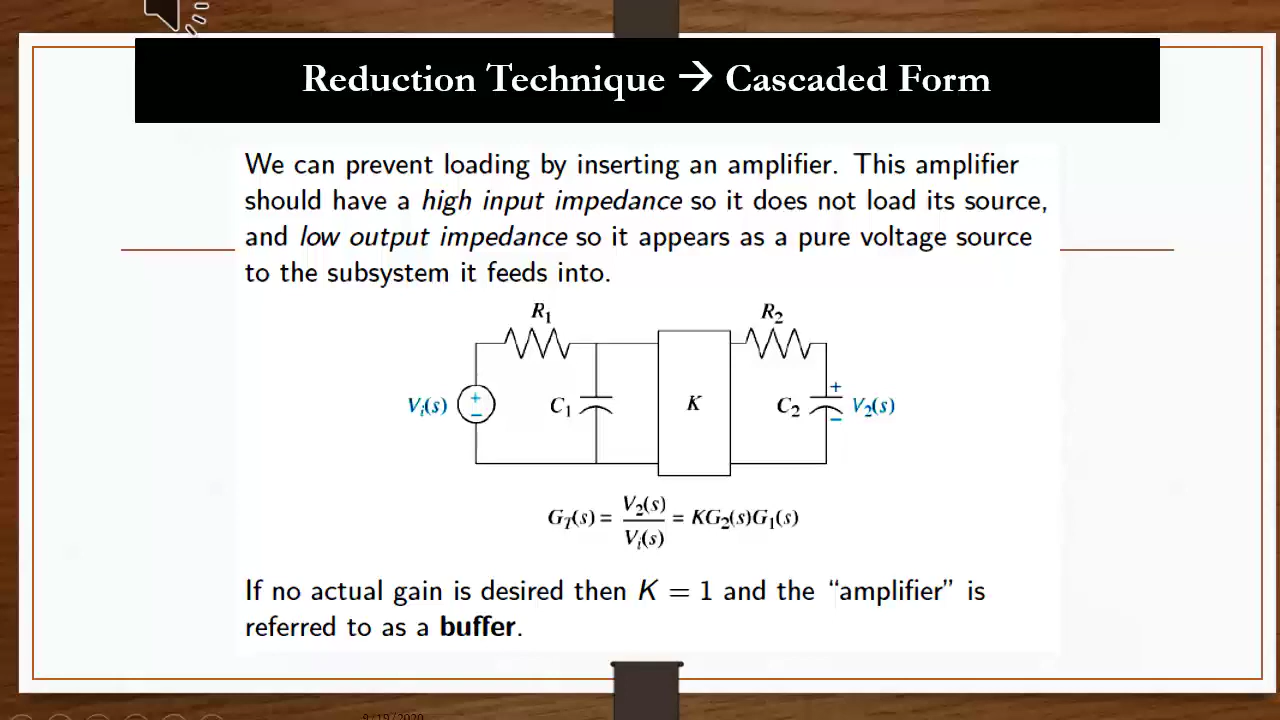 Reduction Technique → Cascaded Form
We can prevent loading by inserting an amplifier. This amplifier
should have a high input impedance so it does not load its source,
and low output impedance so it appears as a pure voltage source
to the subsystem it feeds into.
R1 R2
Vi(s) + − C1 K C2 + − V2(s)
GT(s) = V2(s) / Vi(s) = KG2(s)G1(s)
If no actual gain is desired then K = 1 and the “amplifier” is
referred to as a buffer.
9/19/2020